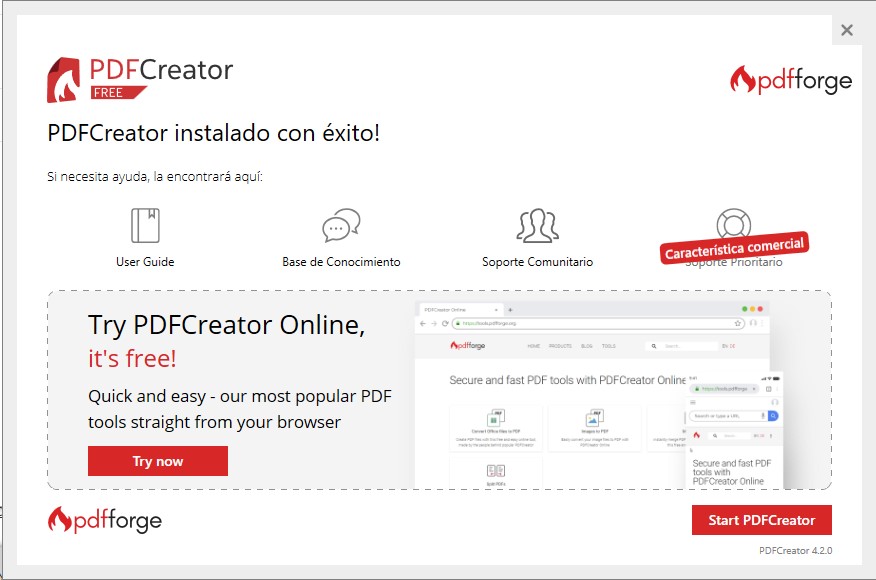 PDFCreator
FREE
pdfforge
PDFCreator instalado con éxito!
Si necesita ayuda, la encontrará aquí:
User Guide
Base de Conocimiento
Soporte Comunitario
Característica comercial
Soporte Prioritario
Try PDFCreator Online,
it's free!
Quick and easy - our most popular PDF
tools straight from your browser
Try now
PDFCreator Online
https://tools.pdfforge.org
pdfforge
HOME PRODUCTS BLOG TOOLS
Search
EN DE
Secure and fast PDF tools with PDFCreator Online
Convert Office files to PDF
Images to PDF
https://tools.pdfforge
Search or type a URL
Secure and fast PDF
tools with
PDFCreator Online
pdfforge
Start PDFCreator
PDFCreator 4.2.0